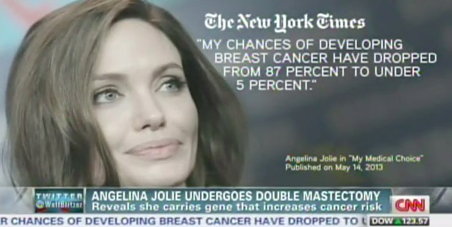 The New York Times
"MY CHANCES OF DEVELOPING
BREAST CANCER HAVE DROPPED
FROM 87 PERCENT TO UNDER
5 PERCENT."
Angelina Jolie in "My Medical Choice"
Published on May 14, 2013
TWITTER
@WolfBlitzer
ANGELINA JOLIE UNDERGOES DOUBLE MASTECTOMY
Reveals she carries gene that increases cancer risk
CNN
R CHANCES OF DEVELOPING BREAST CANCER HAVE DROPPED TO
DOW ▲123.57